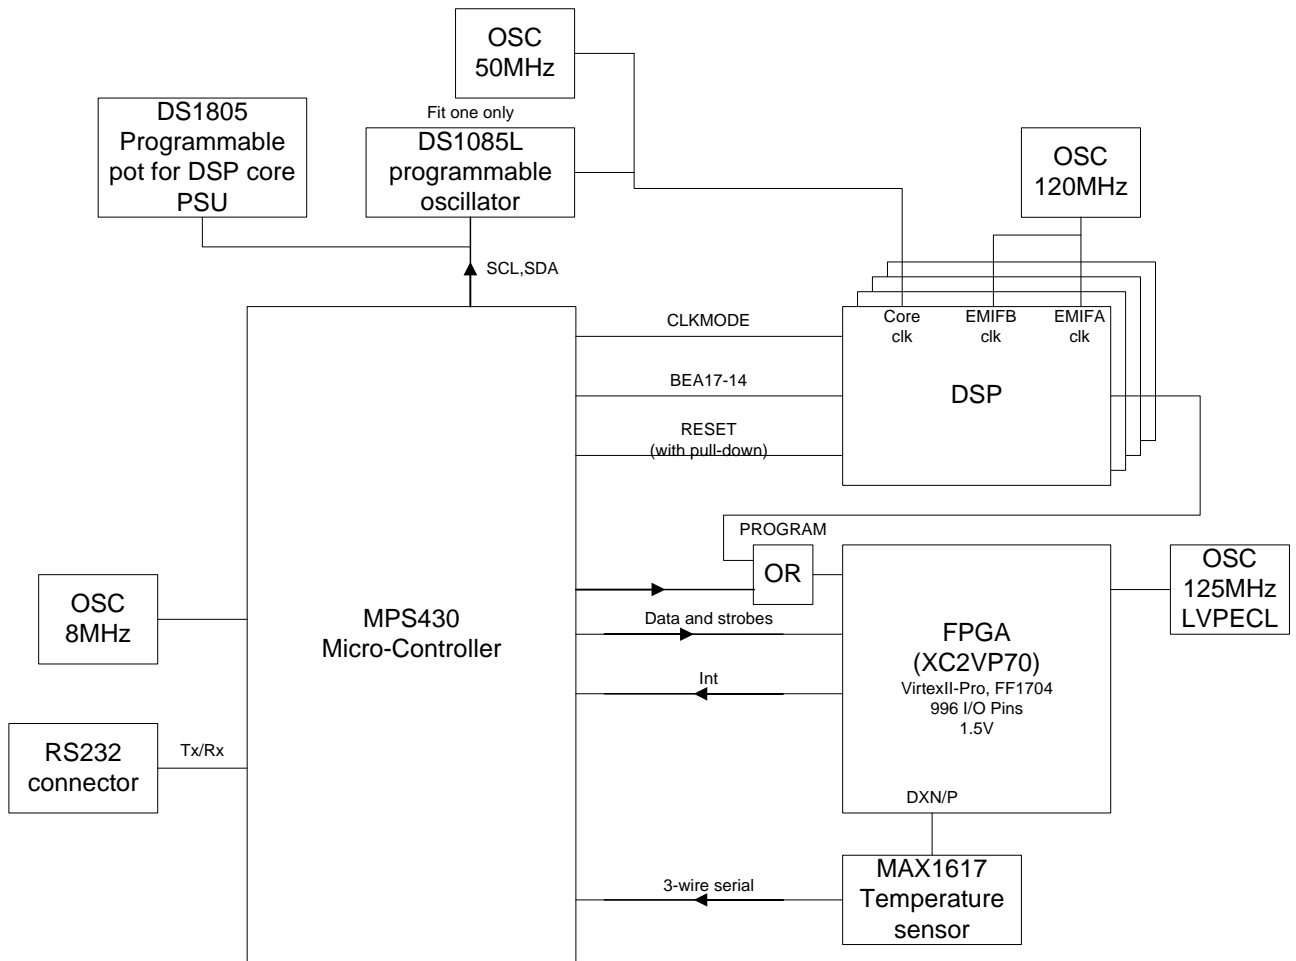 OSC
50MHz
DS1805
Programmable
pot for DSP core
PSU
Fit one only
DS1085L
programmable
oscillator
OSC
120MHz
SCL,SDA
CLKMODE
Core
clk
EMIFB
clk
EMIFA
clk
BEA17-14
DSP
RESET
(with pull-down)
PROGRAM
OR
OSC
8MHz
MPS430
Micro-Controller
Data and strobes
FPGA
(XC2VP70)
VirtexII-Pro, FF1704
996 I/O Pins
1.5V
OSC
125MHz
LVPECL
Int
RS232
connector
Tx/Rx
DXN/P
3-wire serial
MAX1617
Temperature
sensor